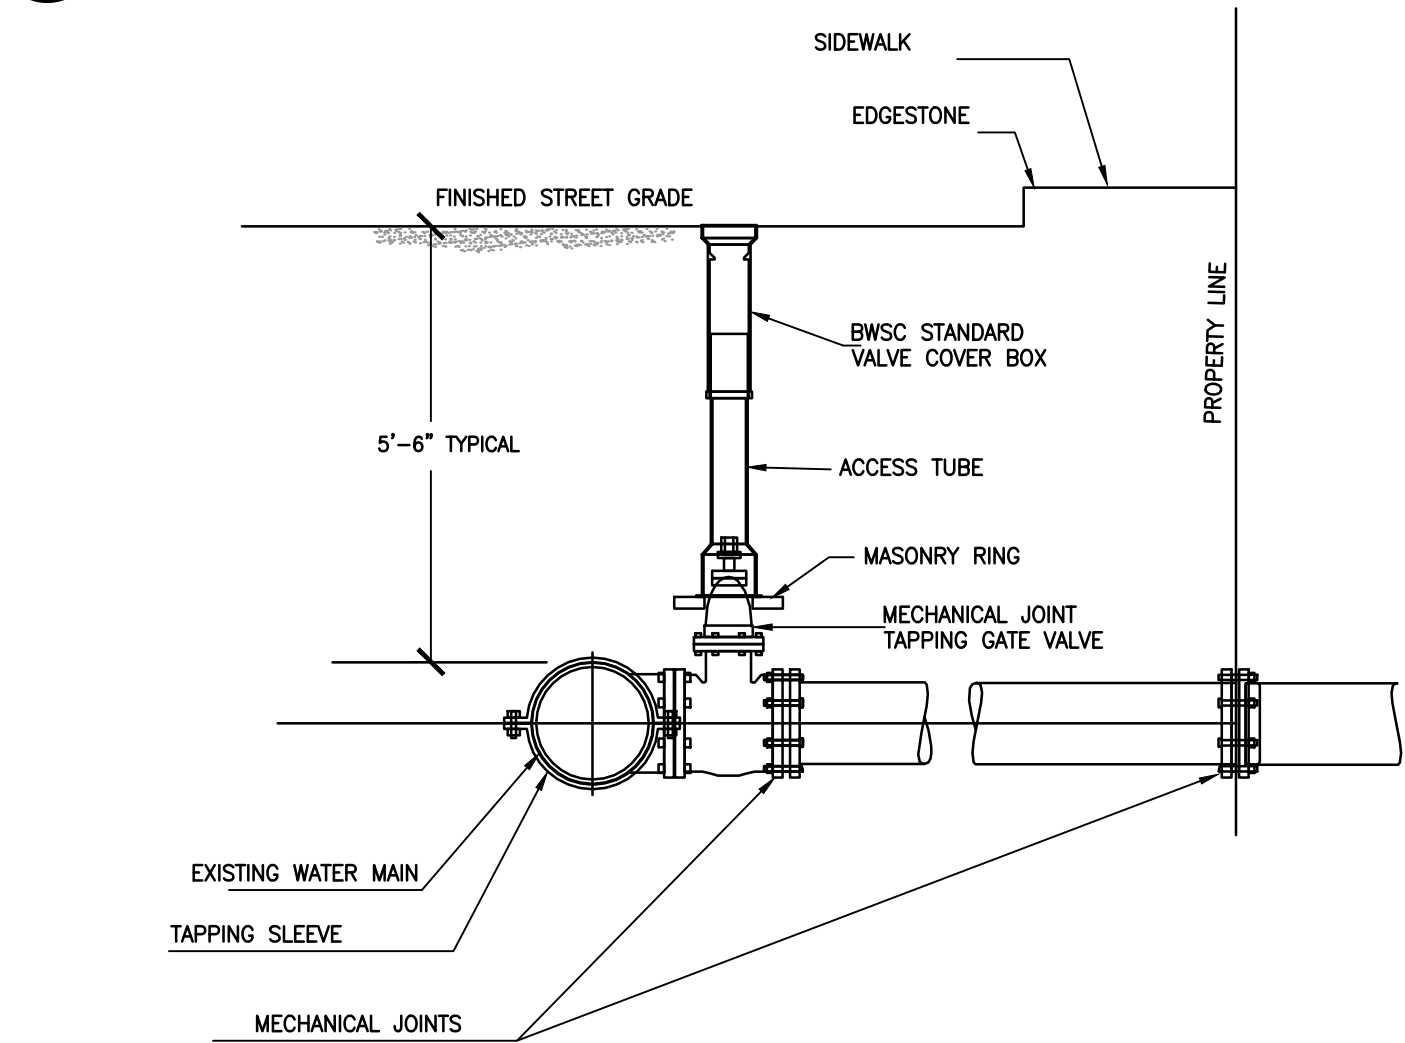 SIDEWALK
EDGESTONE
FINISHED STREET GRADE
PROPERTY LINE
BWSC STANDARD
VALVE COVER BOX
5'-6" TYPICAL
ACCESS TUBE
MASONRY RING
MECHANICAL JOINT
TAPPING GATE VALVE
EXISTING WATER MAIN
TAPPING SLEEVE
MECHANICAL JOINTS